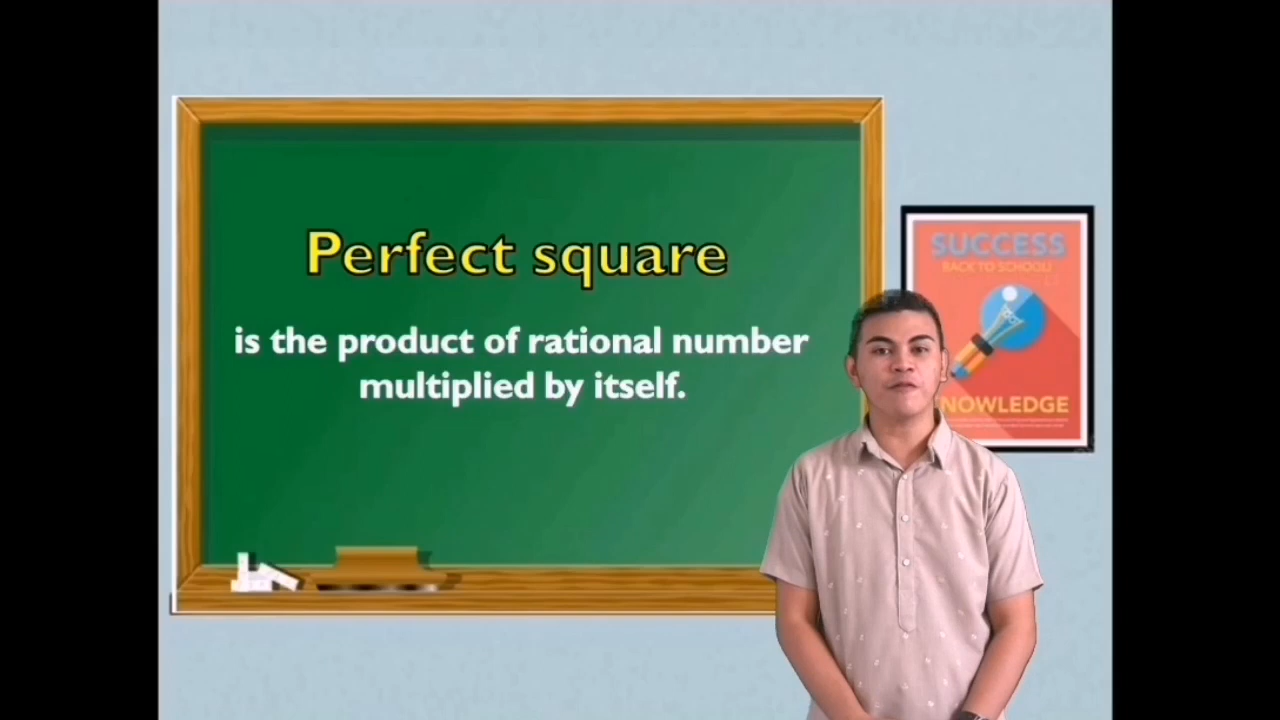 Perfect square
is the product of rational number
multiplied by itself.
SUCCESS
BACK TO SCHOOL!
NOWLEDGE